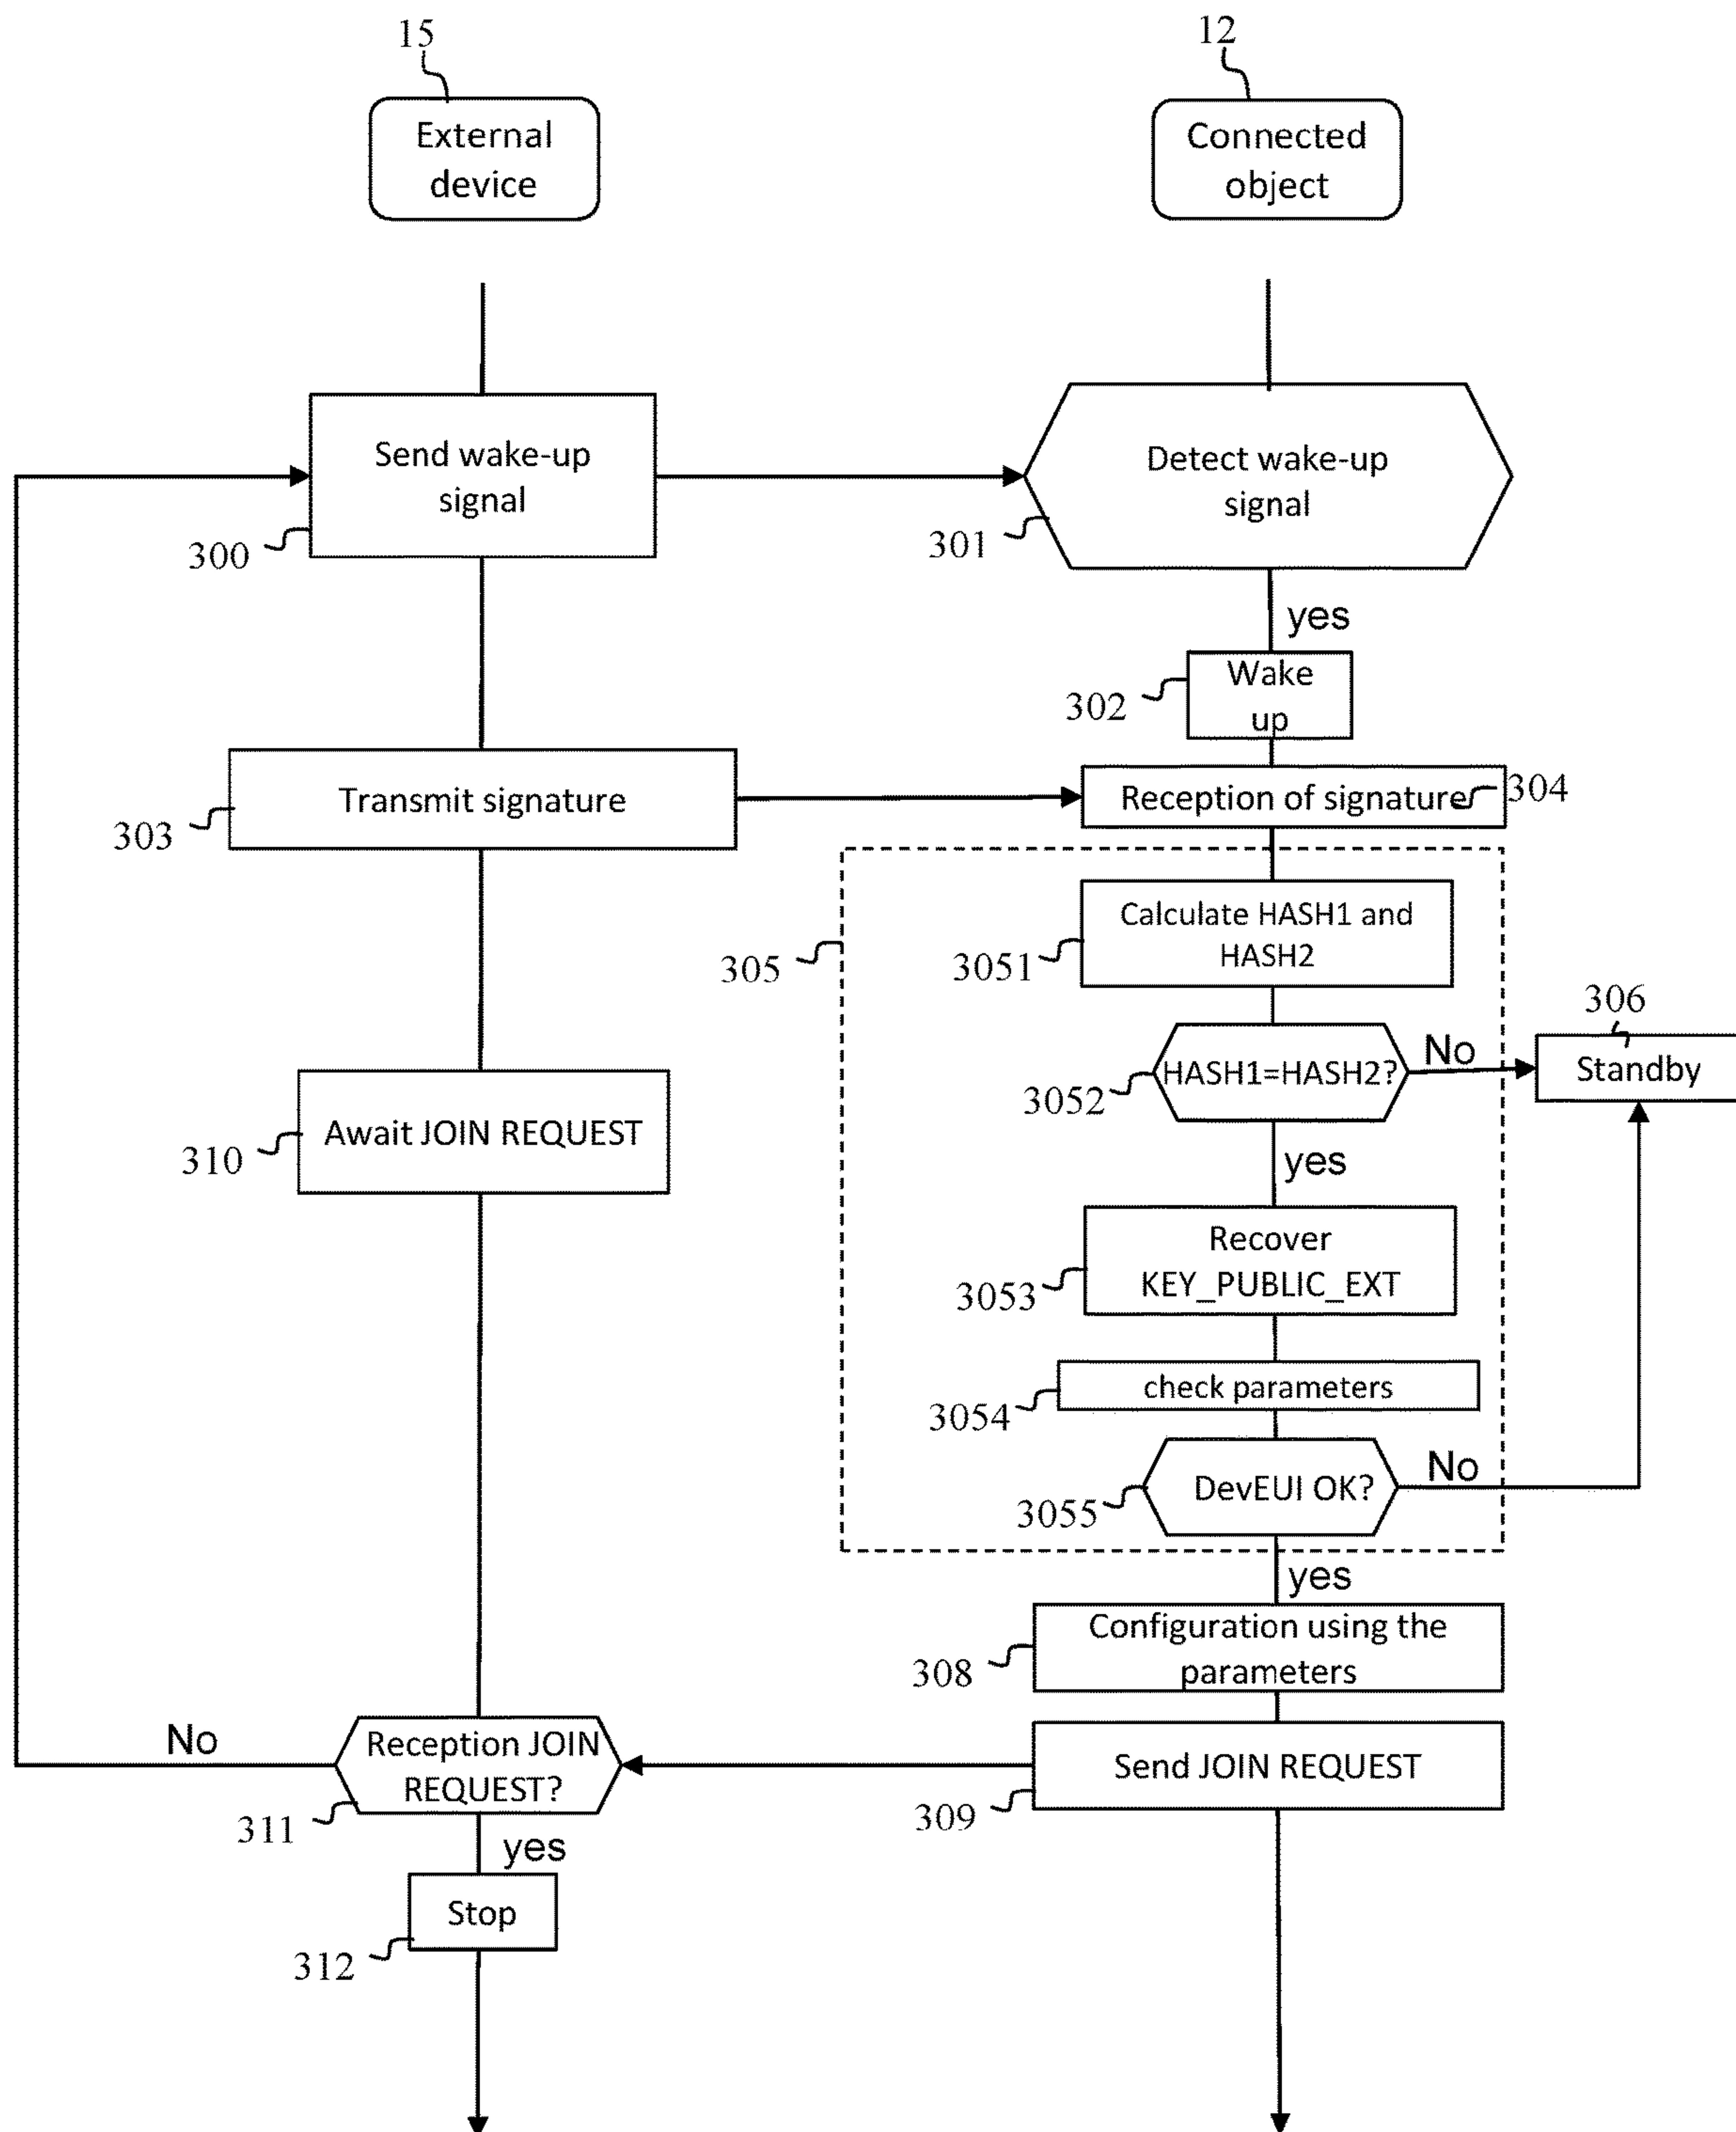 15
12
External
device
Connected
object
Send wake-up
signal
300
Detect wake-up
signal
301
yes
Wake
up
302
Transmit signature
303
Reception of signature
304
305
Calculate HASH1 and
HASH2
3051
306
HASH1=HASH2?
No
Standby
3052
Await JOIN REQUEST
310
yes
Recover
KEY_PUBLIC_EXT
3053
check parameters
3054
DevEUI OK?
No
3055
yes
Configuration using the
parameters
308
No
Reception JOIN
REQUEST?
311
Send JOIN REQUEST
309
yes
Stop
312